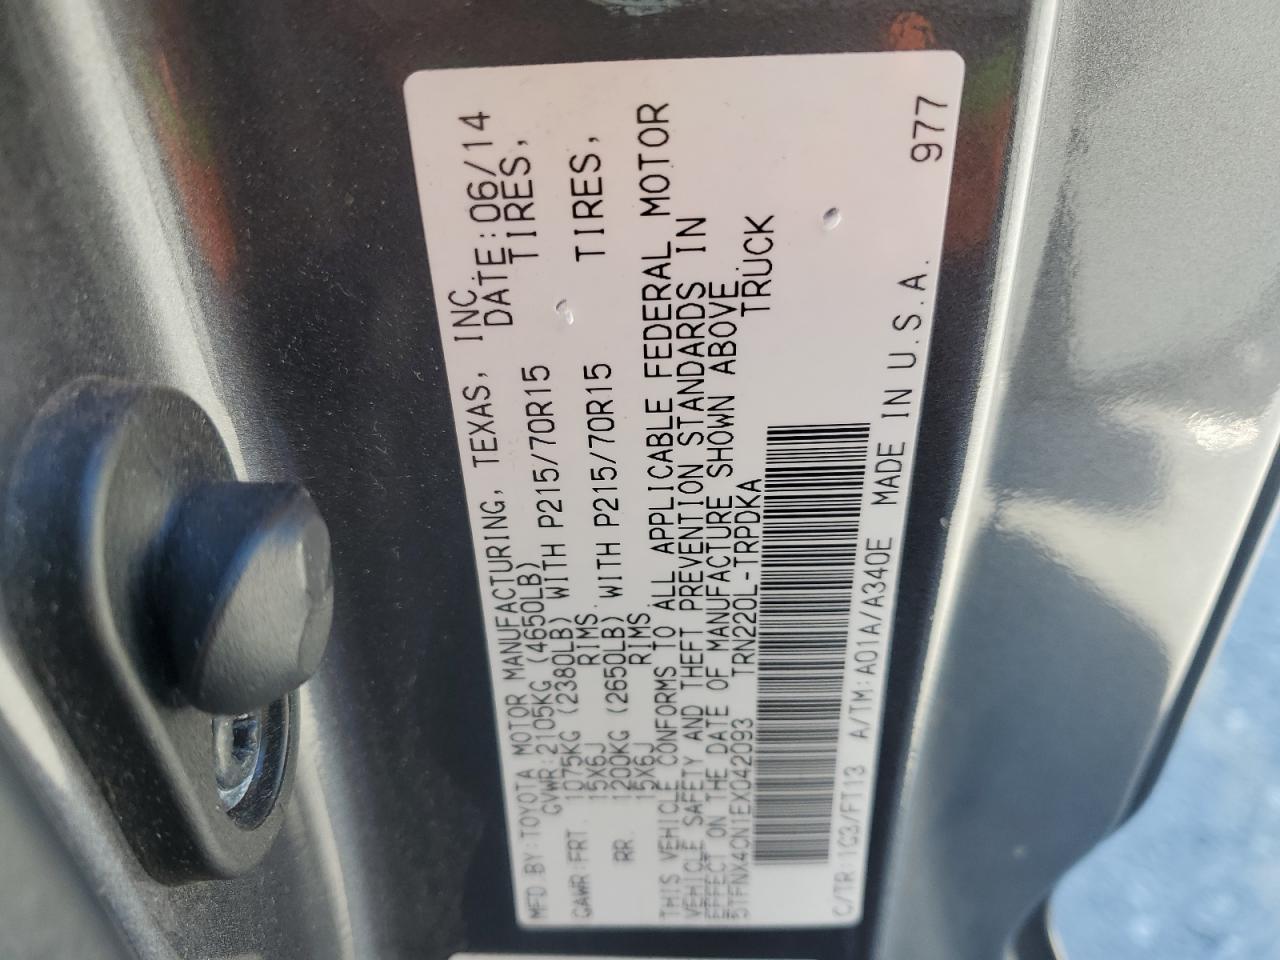 MFD BY:TOYOTA MOTOR MANUFACTURING, TEXAS, INC.
GVWR:2105KG (4650LB) DATE:06/14
GAWR:FRT. 1075KG (2380LB) WITH P215/70R15 TIRES,
15X6J RIMS.
RR. 1200KG (2650LB) WITH P215/70R15 TIRES,
15X6J RIMS
THIS VEHICLE CONFORMS TO ALL APPLICABLE FEDERAL MOTOR
VEHICLE SAFETY AND THEFT PREVENTION STANDARDS IN
EFFECT ON THE DATE OF MANUFACTURE SHOWN ABOVE
5TFNX4CN1EX042093 TRN220L-TRPDKA TRUCK
C/TR:1G3/FT13 A/TM:A01A/A340E MADE IN U.S.A. 977